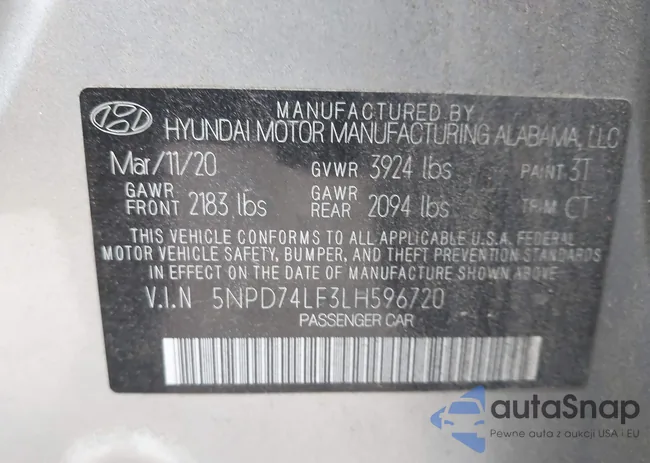 MANUFACTURED BY
HYUNDAI MOTOR MANUFACTURING ALABAMA, LLC
Mar/11/20 GVWR 3924 lbs PAINT 3T
GAWR FRONT 2183 lbs GAWR REAR 2094 lbs TRIM CT
THIS VEHICLE CONFORMS TO ALL APPLICABLE U.S.A. FEDERAL
MOTOR VEHICLE SAFETY, BUMPER, AND THEFT PREVENTION STANDARDS
IN EFFECT ON THE DATE OF MANUFACTURE SHOWN ABOVE.
V.I.N 5NPD74LF3LH596720
PASSENGER CAR
autaSnap
Pewne auta z aukcji USA i EU